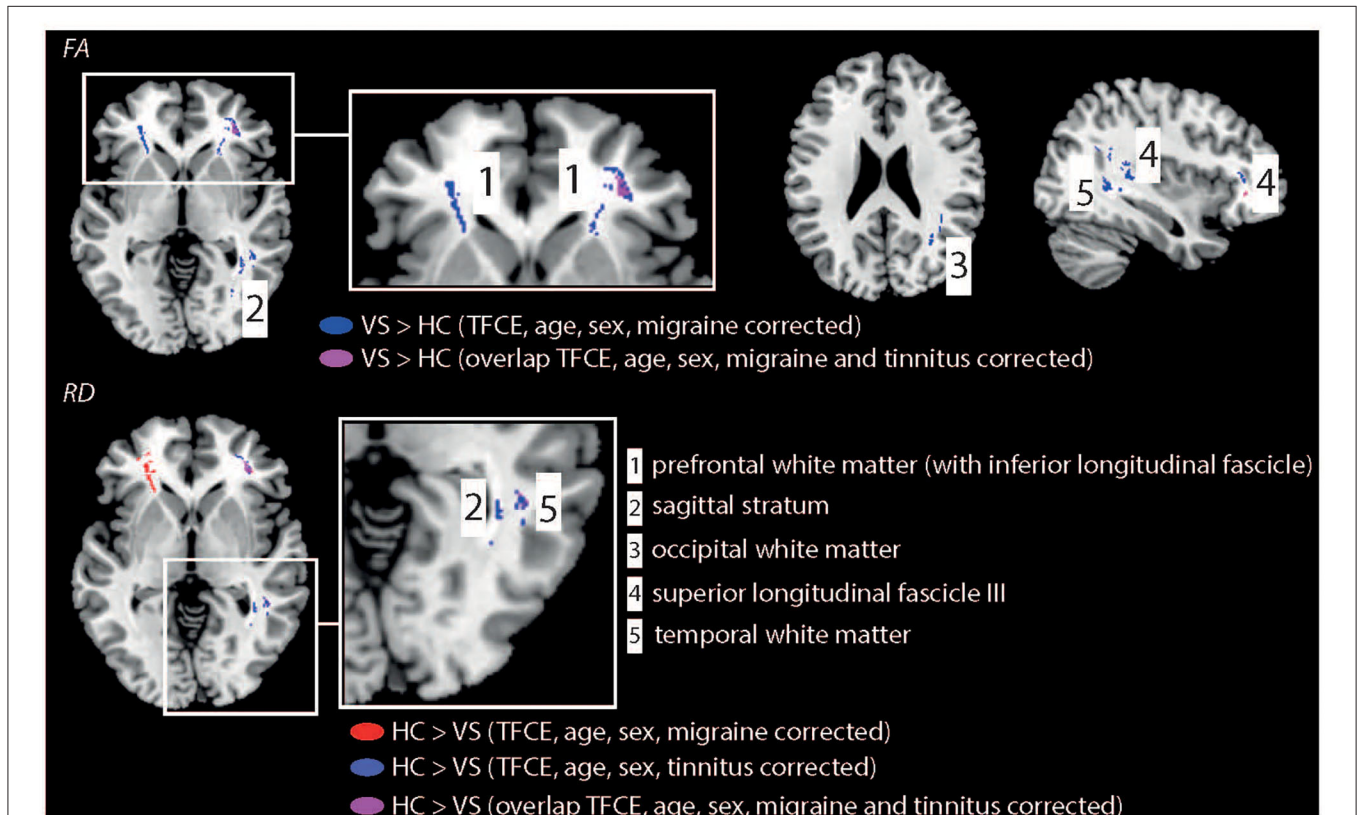 FA
1
1
4
5
4
3
2
VS > HC (TFCE, age, sex, migraine corrected)
VS > HC (overlap TFCE, age, sex, migraine and tinnitus corrected)
RD
2
5
1 prefrontal white matter (with inferior longitudinal fascicle)
2 sagittal stratum
3 occipital white matter
4 superior longitudinal fascicle III
5 temporal white matter
HC > VS (TFCE, age, sex, migraine corrected)
HC > VS (TFCE, age, sex, tinnitus corrected)
HC > VS (overlap TFCE, age, sex, migraine and tinnitus corrected)